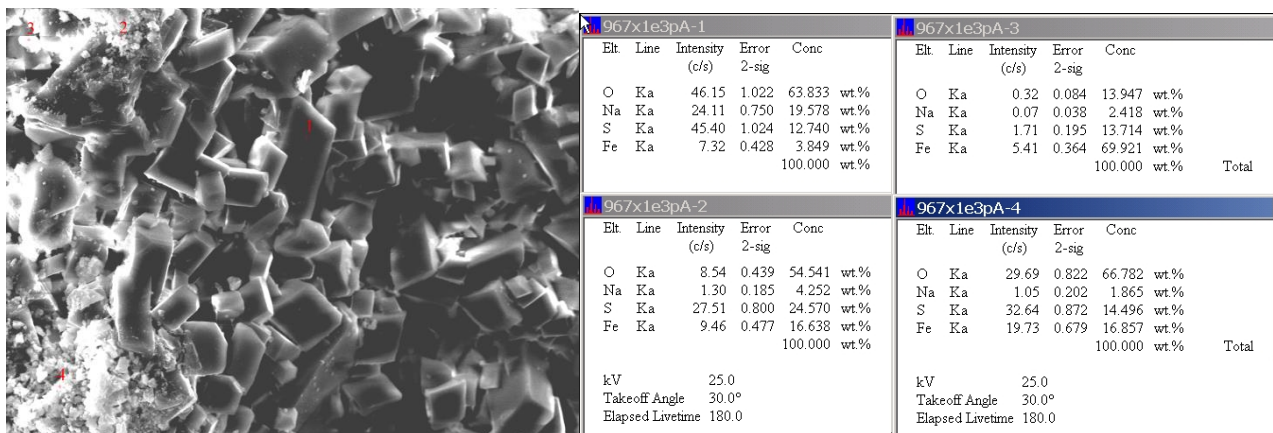 3 2
1
4
967x1e3pA-1
Elt. Line Intensity Error Conc
(c/s) 2-sig
O Ka 46.15 1.022 63.833 wt.%
Na Ka 24.11 0.750 19.578 wt.%
S Ka 45.40 1.024 12.740 wt.%
Fe Ka 7.32 0.428 3.849 wt.%
100.000 wt.%
967x1e3pA-3
Elt. Line Intensity Error Conc
(c/s) 2-sig
O Ka 0.32 0.084 13.947 wt.%
Na Ka 0.07 0.038 2.418 wt.%
S Ka 1.71 0.195 13.714 wt.%
Fe Ka 5.41 0.364 69.921 wt.%
100.000 wt.% Total
967x1e3pA-2
Elt. Line Intensity Error Conc
(c/s) 2-sig
O Ka 8.54 0.439 54.541 wt.%
Na Ka 1.30 0.185 4.252 wt.%
S Ka 27.51 0.800 24.570 wt.%
Fe Ka 9.46 0.477 16.638 wt.%
100.000 wt.%
kV 25.0
Takeoff Angle 30.0°
Elapsed Livetime 180.0
967x1e3pA-4
Elt. Line Intensity Error Conc
(c/s) 2-sig
O Ka 29.69 0.822 66.782 wt.%
Na Ka 1.05 0.202 1.865 wt.%
S Ka 32.64 0.872 14.496 wt.%
Fe Ka 19.73 0.679 16.857 wt.%
100.000 wt.% Total
kV 25.0
Takeoff Angle 30.0°
Elapsed Livetime 180.0